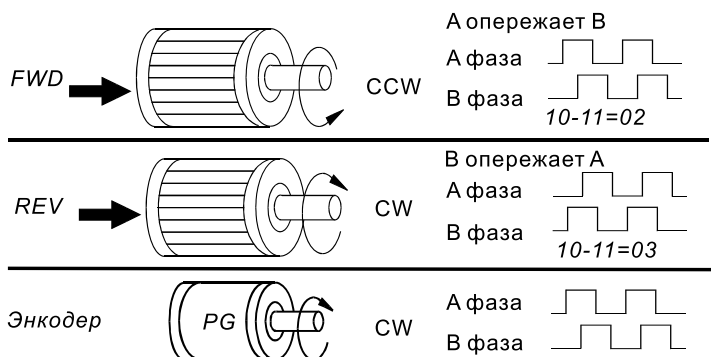 А опережает В
FWD
CCW
А фаза
В фаза
10-11=02
В опережает А
REV
CW
А фаза
В фаза
10-11=03
Энкодер
PG
CW
А фаза
В фаза